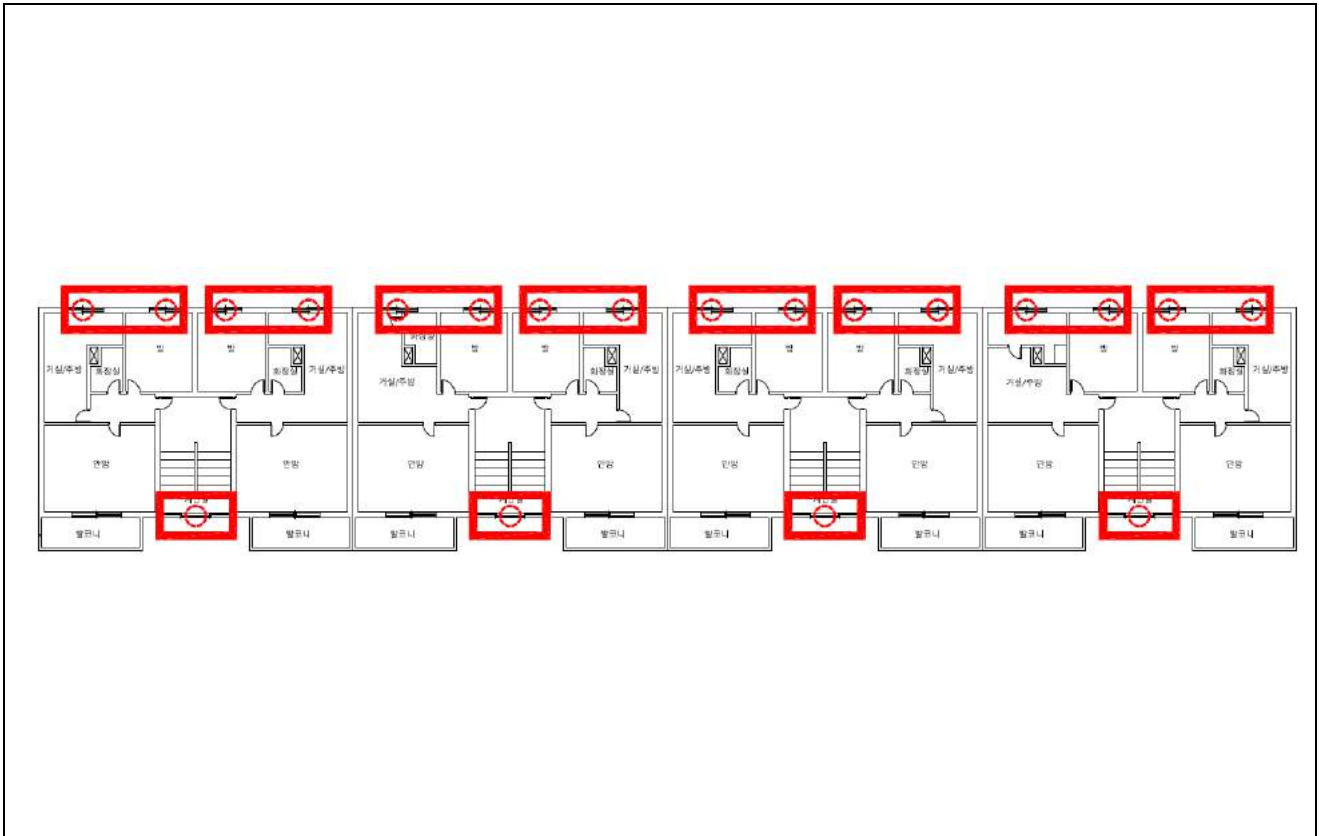 화장실
방 방 방 방 방 방 방 방
거실/주방 화장실 화장실 거실/주방 화장실 거실/주방 거실/주방 화장실 화장실 거실/주방 화장실 거실/주방
거실/주방 거실/주방
안방 안방 안방 안방 안방 안방 안방 안방
계단실 계단실 계단실 계단실
발코니 발코니 발코니 발코니 발코니 발코니 발코니 발코니